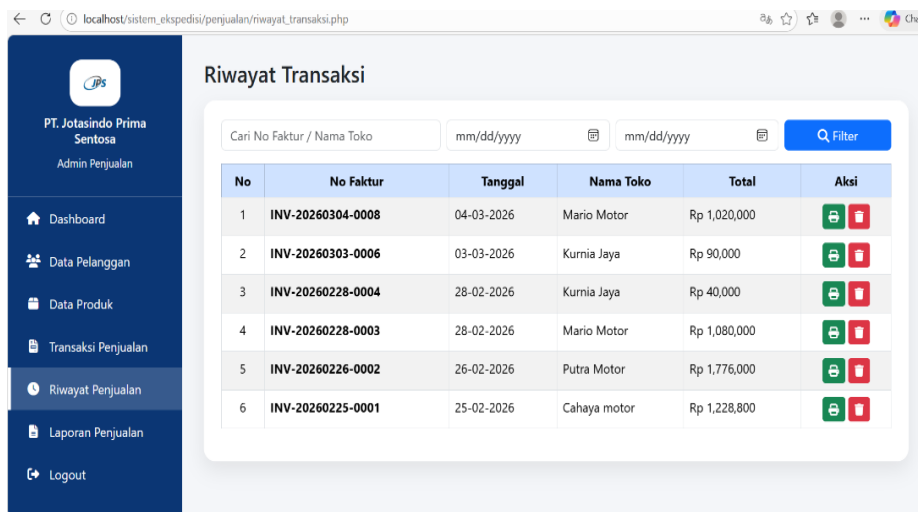 localhost/sistem_ekspedisi/penjualan/riwayat_transaksi.php
JPS
PT. Jotasindo Prima
Sentosa
Admin Penjualan
Dashboard
Data Pelanggan
Data Produk
Transaksi Penjualan
Riwayat Penjualan
Laporan Penjualan
Logout
Riwayat Transaksi
Cari No Faktur / Nama Toko mm/dd/yyyy mm/dd/yyyy Filter
No No Faktur Tanggal Nama Toko Total Aksi
1 INV-20260304-0008 04-03-2026 Mario Motor Rp 1,020,000
2 INV-20260303-0006 03-03-2026 Kurnia Jaya Rp 90,000
3 INV-20260228-0004 28-02-2026 Kurnia Jaya Rp 40,000
4 INV-20260228-0003 28-02-2026 Mario Motor Rp 1,080,000
5 INV-20260226-0002 26-02-2026 Putra Motor Rp 1,776,000
6 INV-20260225-0001 25-02-2026 Cahaya motor Rp 1,228,800